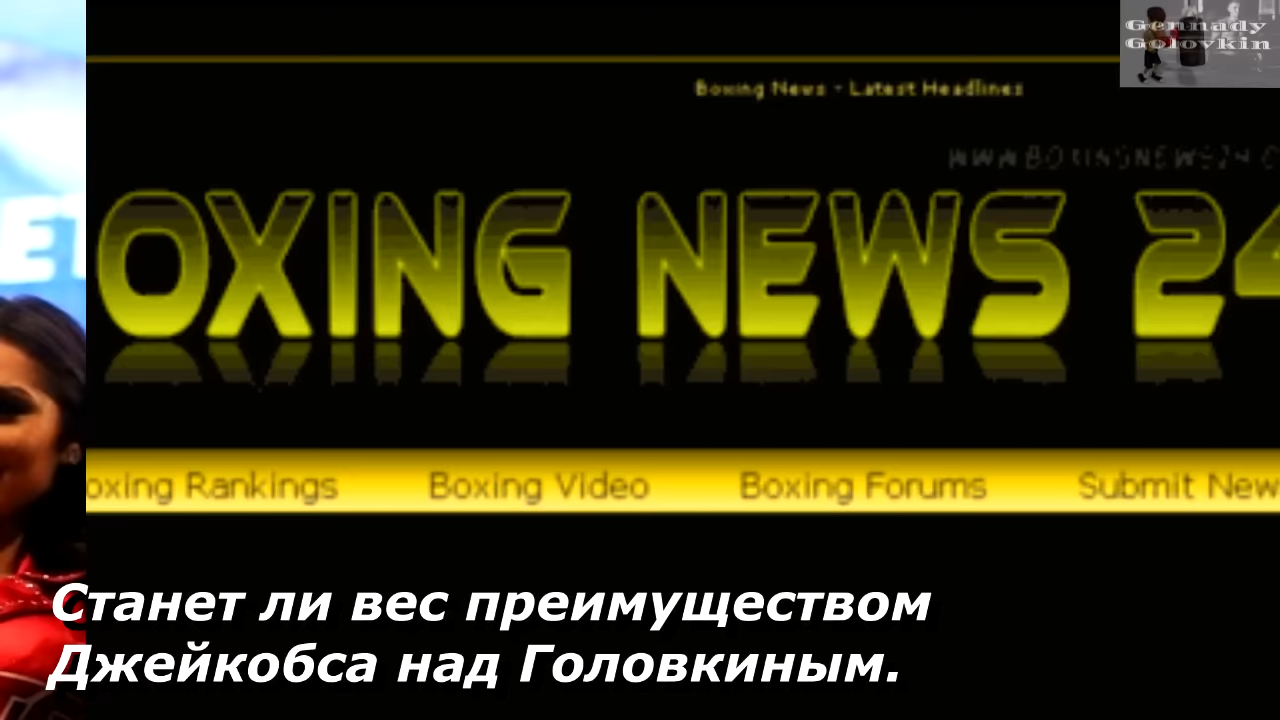 Gennady
Golovkin
Boxing News - Latest Headlines
OXING NEWS 24
oxing Rankings Boxing Video Boxing Forums Submit New
Станет ли вес преимуществом
Джейкобса над Головкиным.